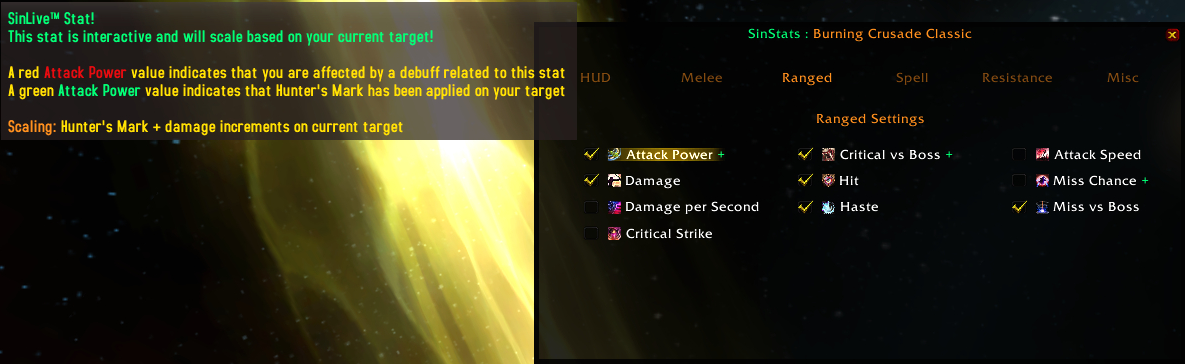 SinLive™ Stat!
This stat is interactive and will scale based on your current target!
A red Attack Power value indicates that you are affected by a debuff related to this stat
A green Attack Power value indicates that Hunter's Mark has been applied on your target
Scaling: Hunter's Mark + damage increments on current target
SinStats : Burning Crusade Classic
HUD Melee Ranged Spell Resistance Misc
Ranged Settings
Attack Power + Critical vs Boss + Attack Speed
Damage Hit Miss Chance +
Damage per Second Haste Miss vs Boss
Critical Strike